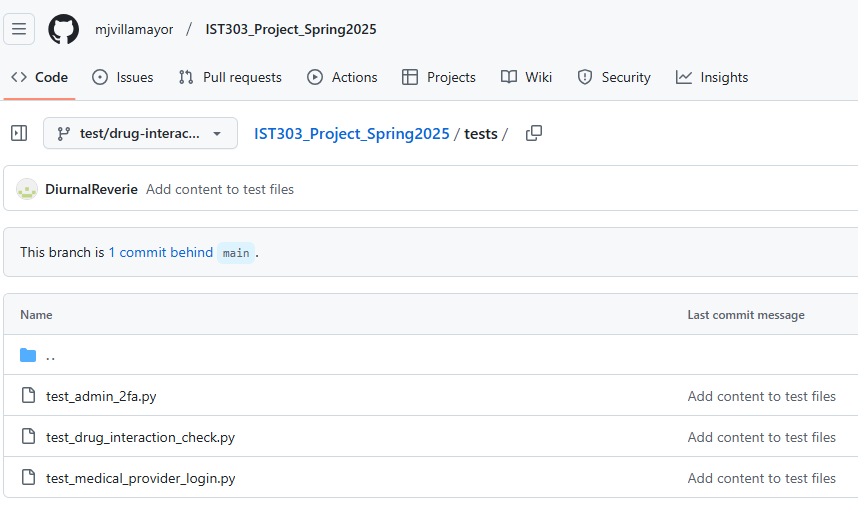 mjvillamayor / IST303_Project_Spring2025
Code Issues Pull requests Actions Projects Wiki Security Insights
test/drug-interac... IST303_Project_Spring2025 / tests /
DiurnalReverie Add content to test files
This branch is 1 commit behind main .
Name Last commit message
..
test_admin_2fa.py Add content to test files
test_drug_interaction_check.py Add content to test files
test_medical_provider_login.py Add content to test files